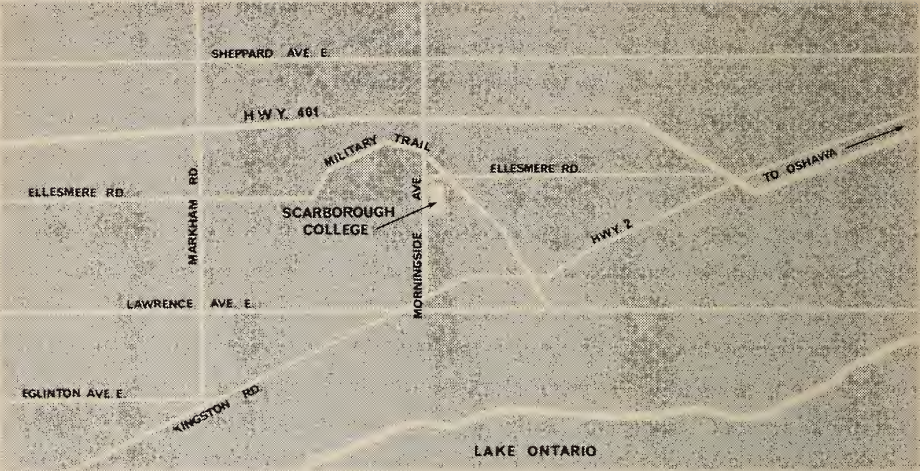 SHEPPARD AVE. E.
HWY. 401
MILITARY TRAIL
ELLESMERE RD.
TO OSHAWA
ELLESMERE RD.
MARKHAM RD.
MORNINGSIDE AVE.
SCARBOROUGH
COLLEGE
HWY. 2
LAWRENCE AVE. E.
EGLINTON AVE. E.
KINGSTON RD.
LAKE ONTARIO